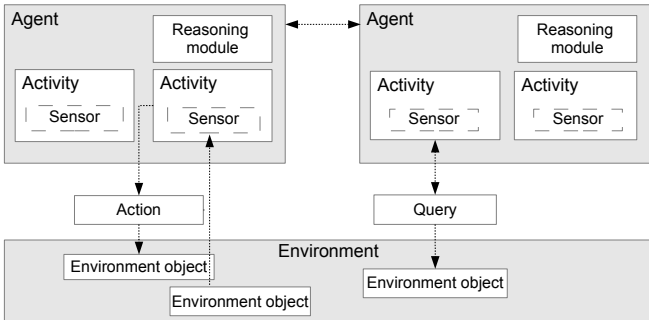 Agent
Reasoning
module
Activity
Sensor
Activity
Sensor
Agent
Reasoning
module
Activity
Sensor
Activity
Sensor
Action
Query
Environment
Environment object
Environment object
Environment object